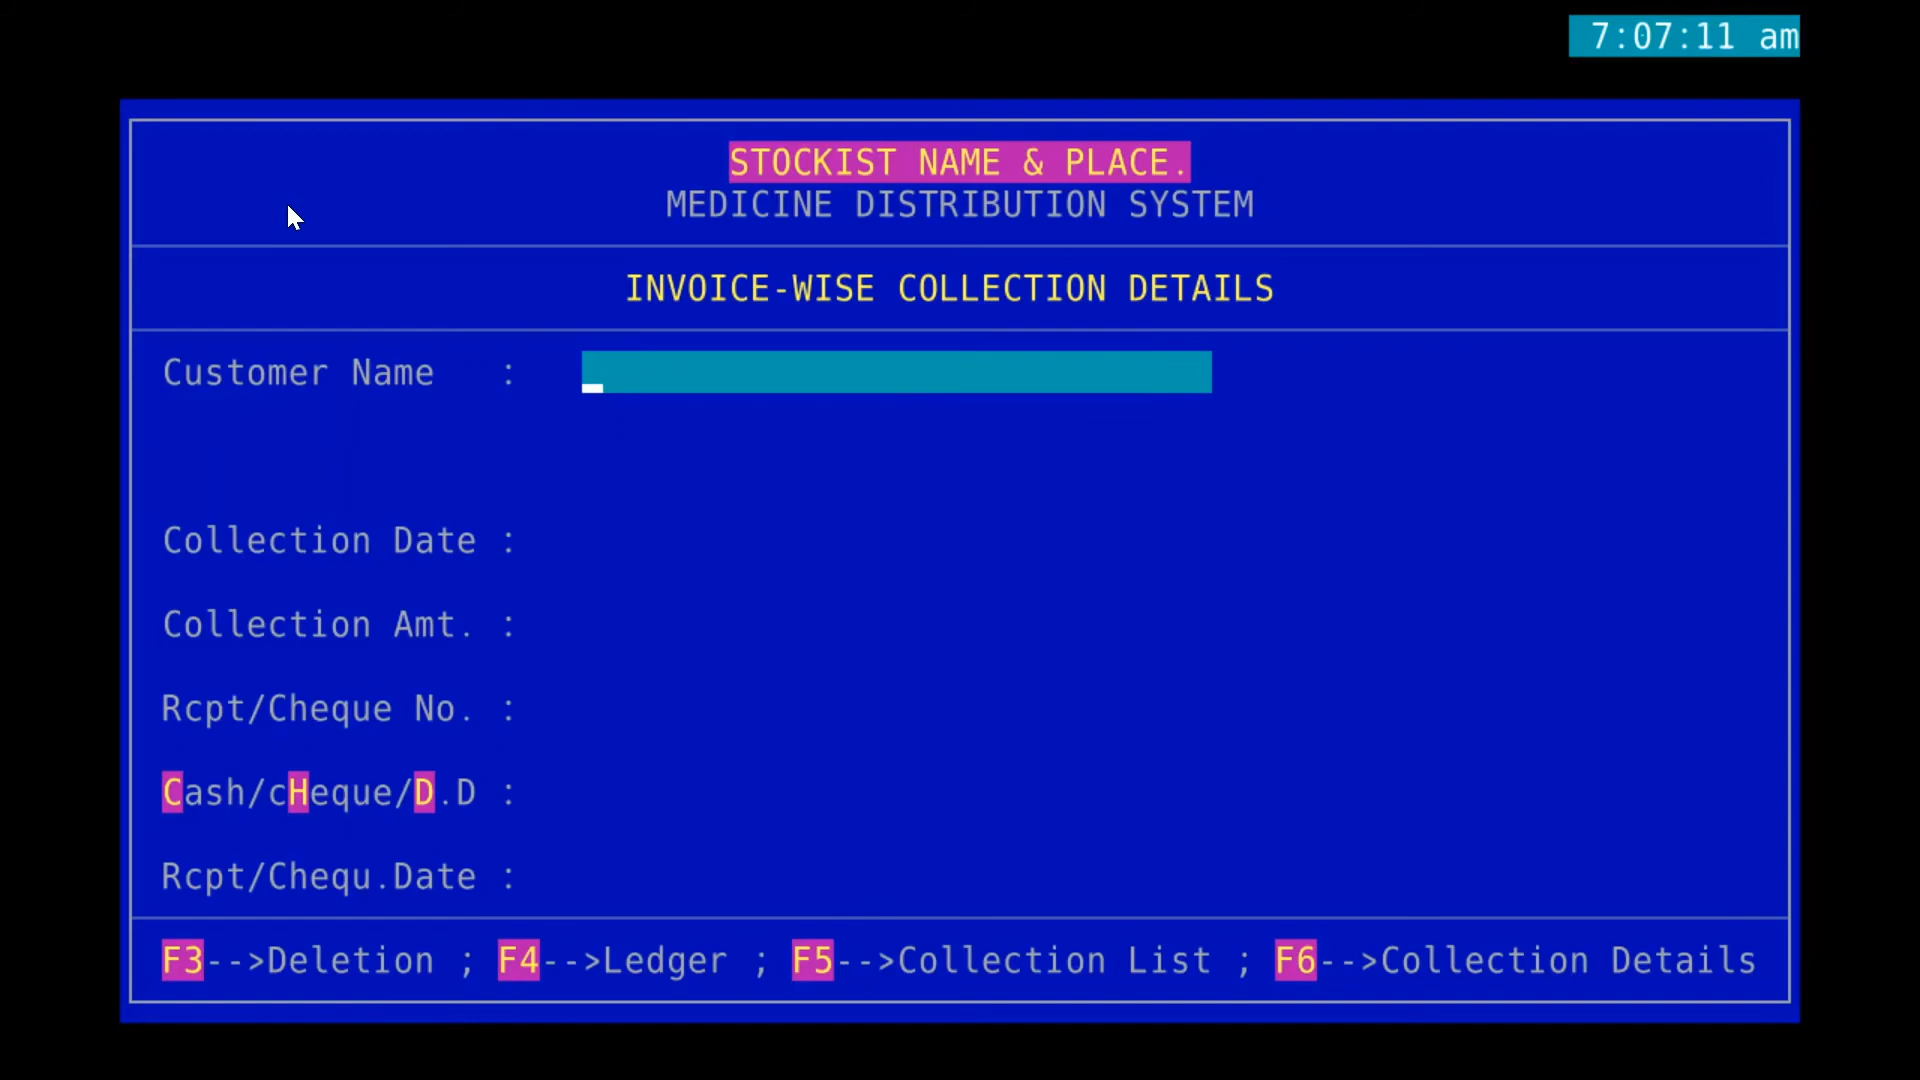 7:07:11 am
STOCKIST NAME & PLACE.
MEDICINE DISTRIBUTION SYSTEM
INVOICE-WISE COLLECTION DETAILS
Customer Name :
Collection Date :
Collection Amt. :
Rcpt/Cheque No. :
Cash/cHeque/D.D :
Rcpt/Chequ.Date :
F3-->Deletion ; F4-->Ledger ; F5-->Collection List ; F6-->Collection Details